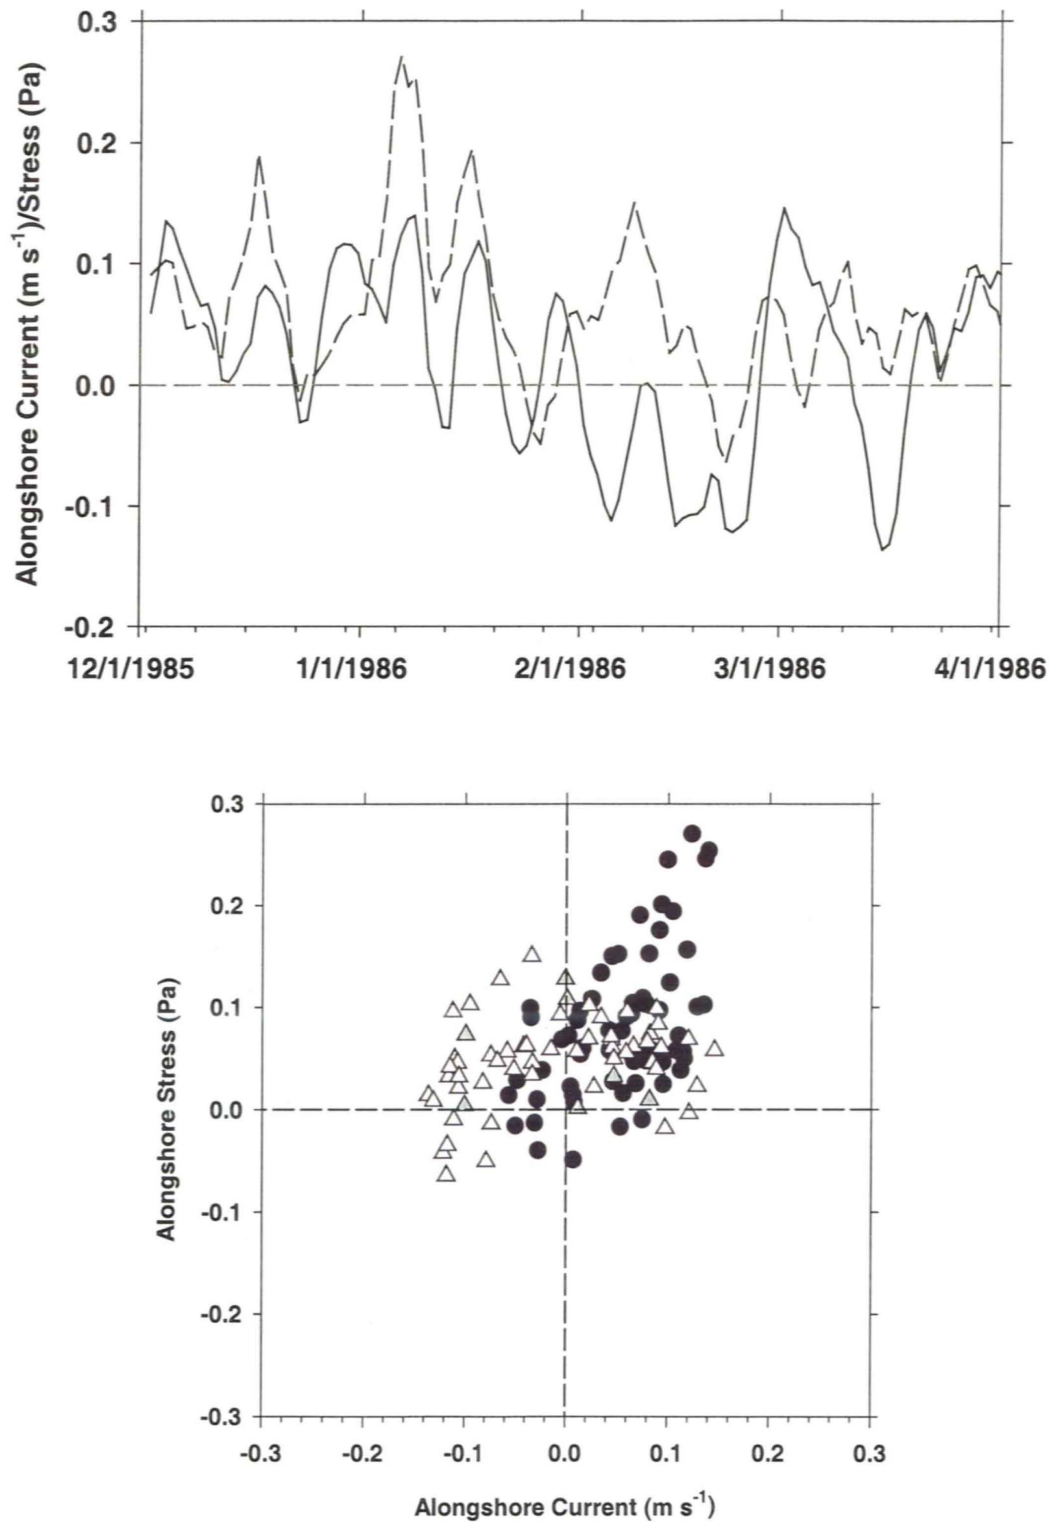 Alongshore Current (m s-1)/Stress (Pa)
0.3
0.2
0.1
0.0
-0.1
-0.2
12/1/1985 1/1/1986 2/1/1986 3/1/1986 4/1/1986
Alongshore Stress (Pa)
0.3
0.2
0.1
0.0
-0.1
-0.2
-0.3
-0.3 -0.2 -0.1 0.0 0.1 0.2 0.3
Alongshore Current (m s-1)